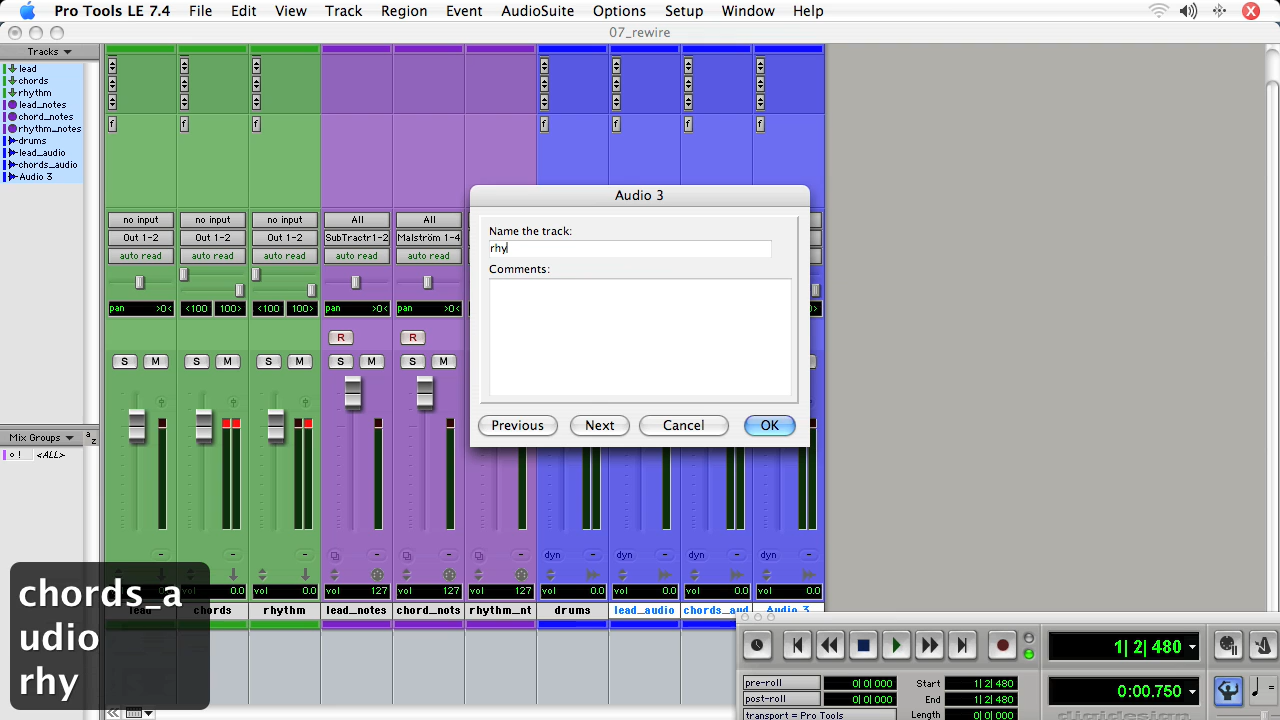 Pro Tools LE 7.4 File Edit View Track Region Event AudioSuite Options Setup Window Help
07_rewire
Tracks
lead
chords
rhythm
lead_notes
chord_notes
rhythm_notes
drums
lead_audio
chords_audio
Audio 3
f f f f f f f
Audio 3
Name the track:
rhy
Comments:
Previous Next Cancel OK
no input no input no input All All
Out 1-2 Out 1-2 Out 1-2 SubTractr1-2 Malström 1-4
auto read auto read auto read auto read auto read
pan >0< <100 100> <100 100> pan >0< pan >0<
R R
S M S M S M S M S M
Mix Groups a z
o ! <ALL>
dyn dyn dyn dyn
vol 0.0 vol 0.0 vol 0.0 vol 127 vol 127 vol 127 vol 0.0 vol 0.0 vol 0.0 vol 0.0
lead chords rhythm lead_notes chord_nots rhythm_nt drums lead_audio chords_aud Audio 3
chords_a
udio
rhy
1| 2| 480
pre-roll 0| 0| 000 Start 1| 2| 480
post-roll 0| 0| 000 End 1| 2| 480
0:00.750
transport = Pro Tools Length
digidesign